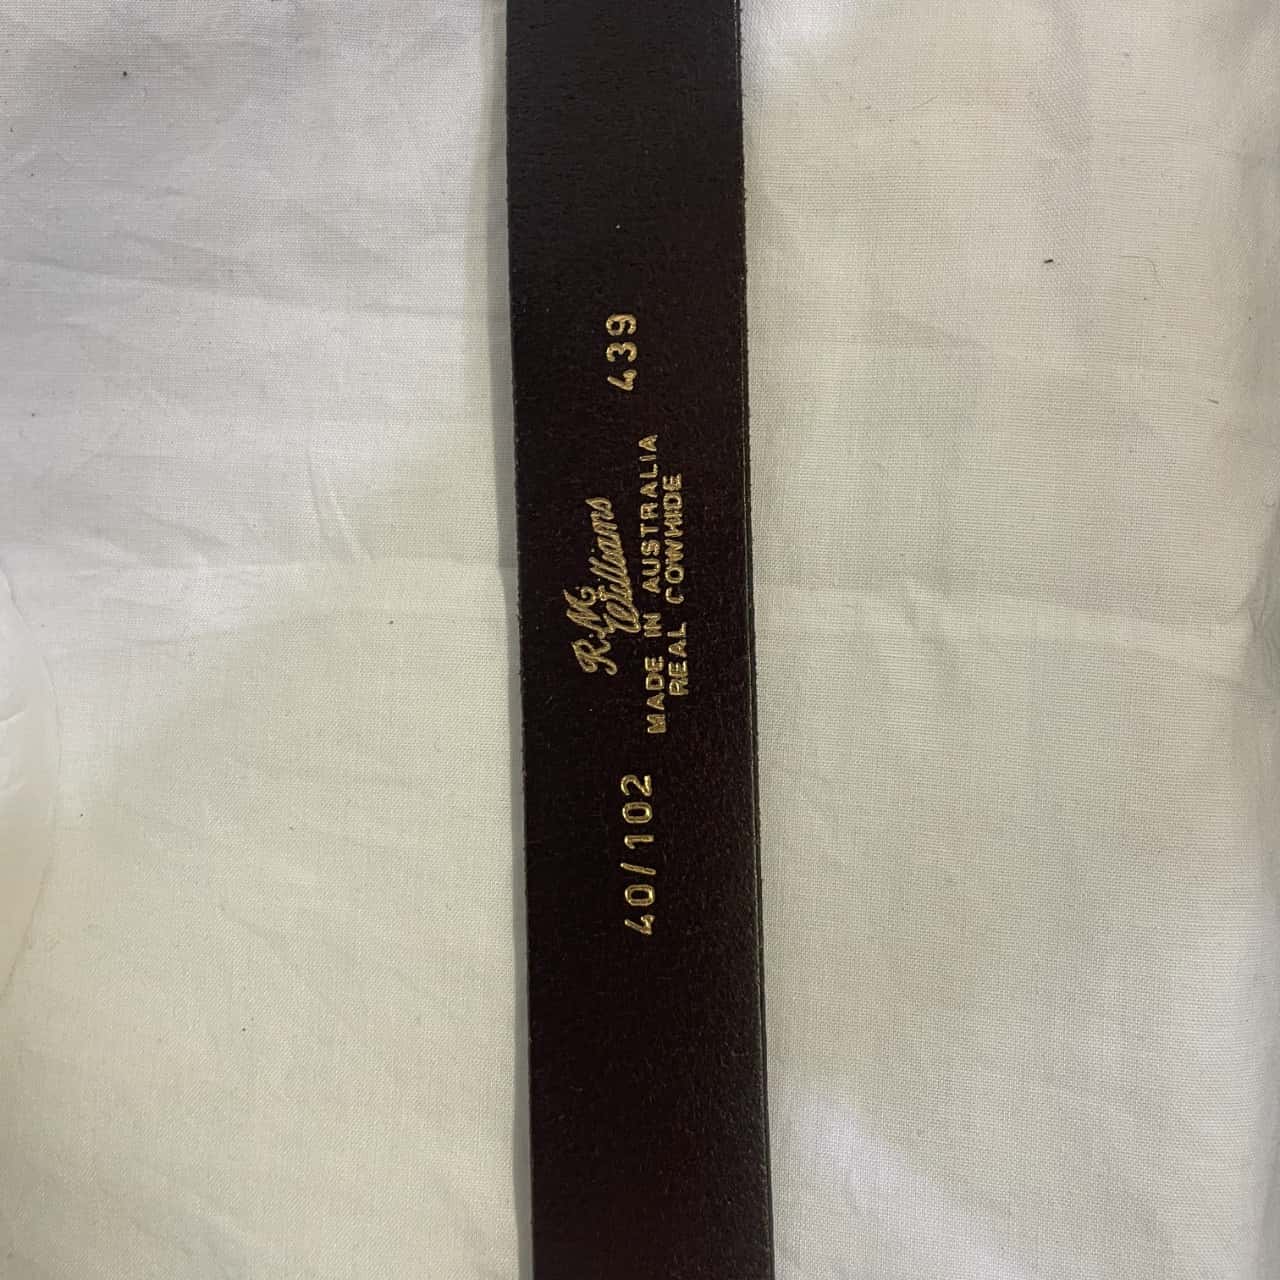 40/102
R.M.
Williams
MADE IN AUSTRALIA
REAL COWHIDE
439